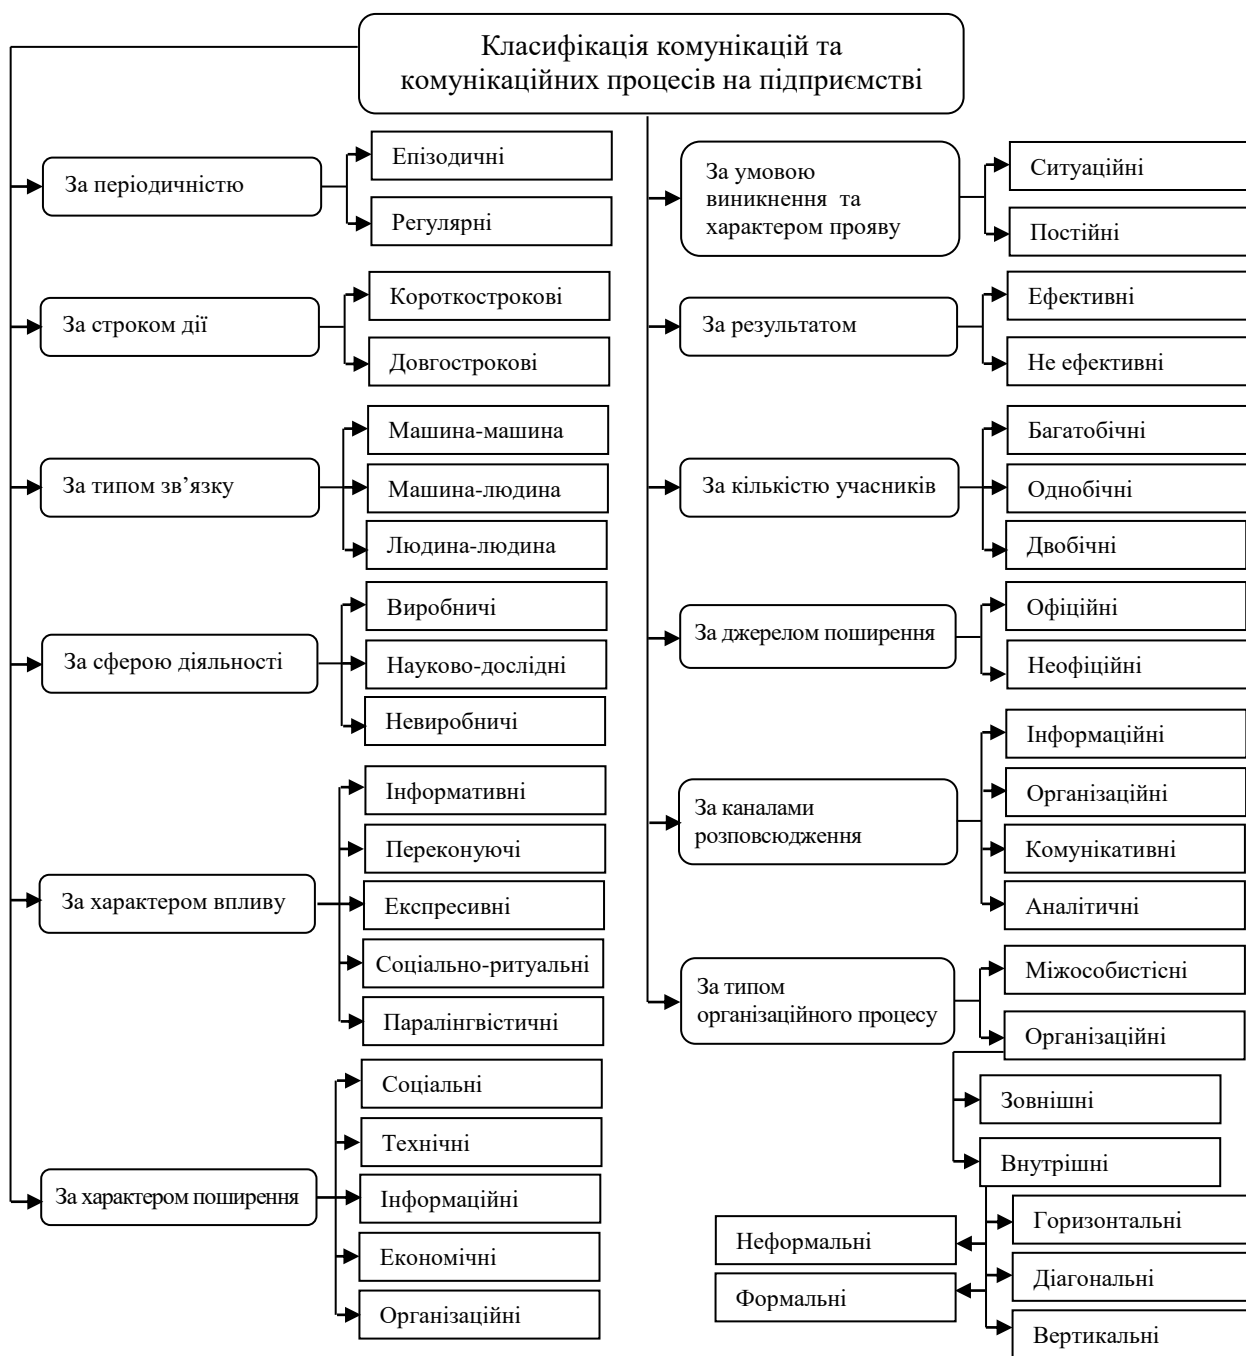 Класифікація комунікацій та
комунікаційних процесів на підприємстві
За періодичністю
Епізодичні
Регулярні
За строком дії
Короткострокові
Довгострокові
За типом зв’язку
Машина-машина
Машина-людина
Людина-людина
За сферою діяльності
Виробничі
Науково-дослідні
Невиробничі
За характером впливу
Інформативні
Переконуючі
Експресивні
Соціально-ритуальні
Паралінгвістичні
За характером поширення
Соціальні
Технічні
Інформаційні
Економічні
Організаційні
За умовою
виникнення та
характером прояву
Ситуаційні
Постійні
За результатом
Ефективні
Не ефективні
За кількістю учасників
Багатобічні
Однобічні
Двобічні
За джерелом поширення
Офіційні
Неофіційні
За каналами
розповсюдження
Інформаційні
Організаційні
Комунікативні
Аналітичні
За типом
організаційного процесу
Міжособистісні
Організаційні
Зовнішні
Внутрішні
Неформальні
Формальні
Горизонтальні
Діагональні
Вертикальні